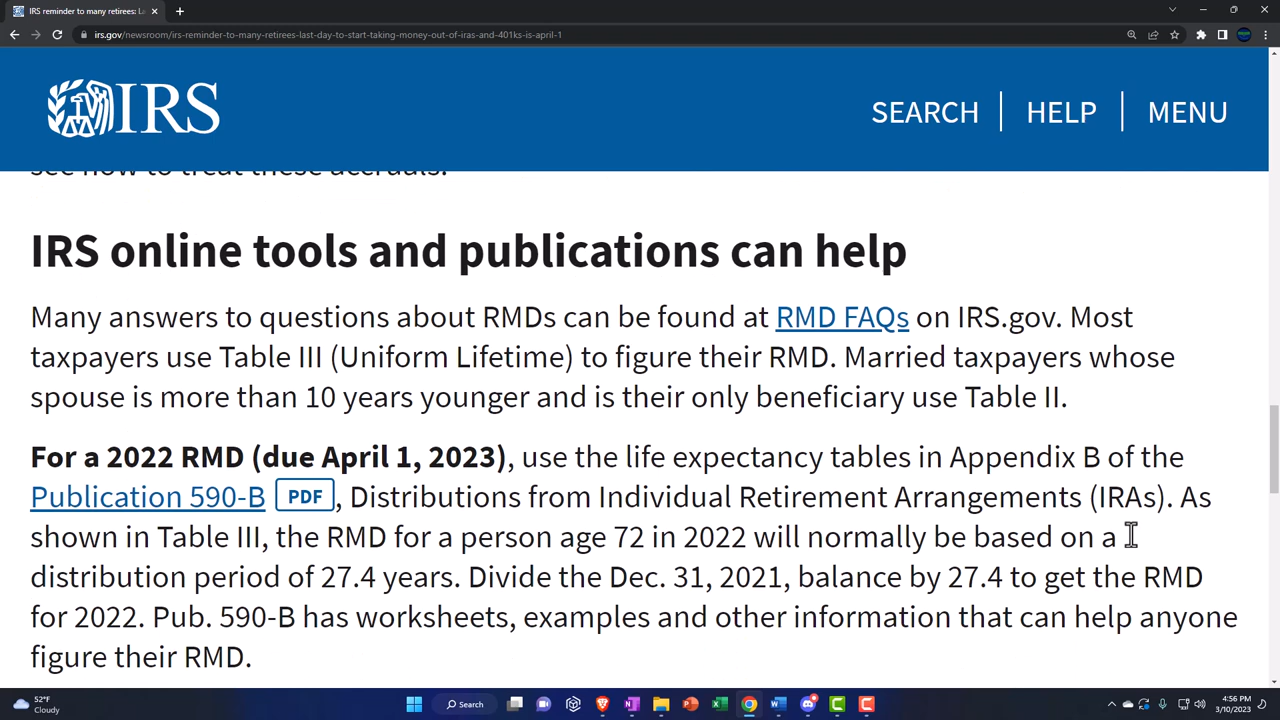 IRS reminder to many retirees: La
irs.gov/newsroom/irs-reminder-to-many-retirees-last-day-to-start-taking-money-out-of-iras-and-401ks-is-april-1
IRS
SEARCH
HELP
MENU
see how to treat these accruals.
IRS online tools and publications can help
Many answers to questions about RMDs can be found at RMD FAQs on IRS.gov. Most
taxpayers use Table III (Uniform Lifetime) to figure their RMD. Married taxpayers whose
spouse is more than 10 years younger and is their only beneficiary use Table II.
For a 2022 RMD (due April 1, 2023), use the life expectancy tables in Appendix B of the
Publication 590-B PDF, Distributions from Individual Retirement Arrangements (IRAs). As
shown in Table III, the RMD for a person age 72 in 2022 will normally be based on a
distribution period of 27.4 years. Divide the Dec. 31, 2021, balance by 27.4 to get the RMD
for 2022. Pub. 590-B has worksheets, examples and other information that can help anyone
figure their RMD.
52°F
Cloudy
Search
4:56 PM
3/10/2023